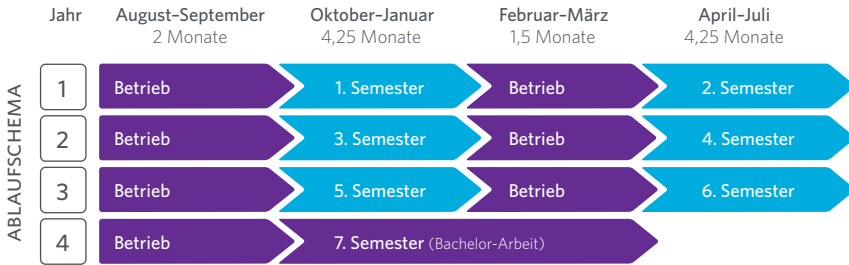 Jahr August–September Oktober–Januar Februar–März April–Juli
2 Monate 4,25 Monate 1,5 Monate 4,25 Monate
ABLAUFSCHEMA
1 Betrieb 1. Semester Betrieb 2. Semester
2 Betrieb 3. Semester Betrieb 4. Semester
3 Betrieb 5. Semester Betrieb 6. Semester
4 Betrieb 7. Semester (Bachelor-Arbeit)